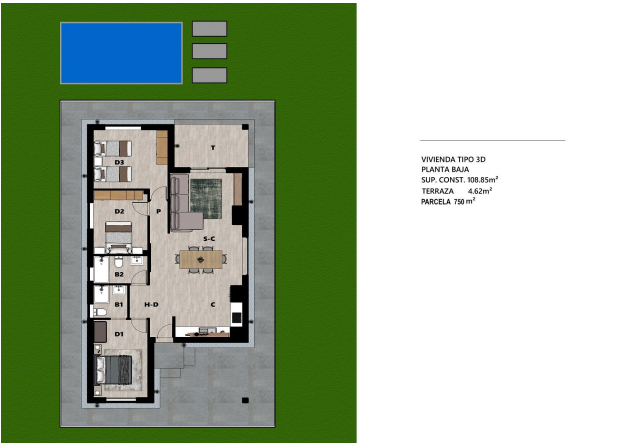 T
D3
D2
P
S-C
B2
B1
H-D
C
D1
VIVIENDA TIPO 3D
PLANTA BAJA
SUP. CONST. 108.85m²
TERRAZA 4.62m²
PARCELA 750 m²